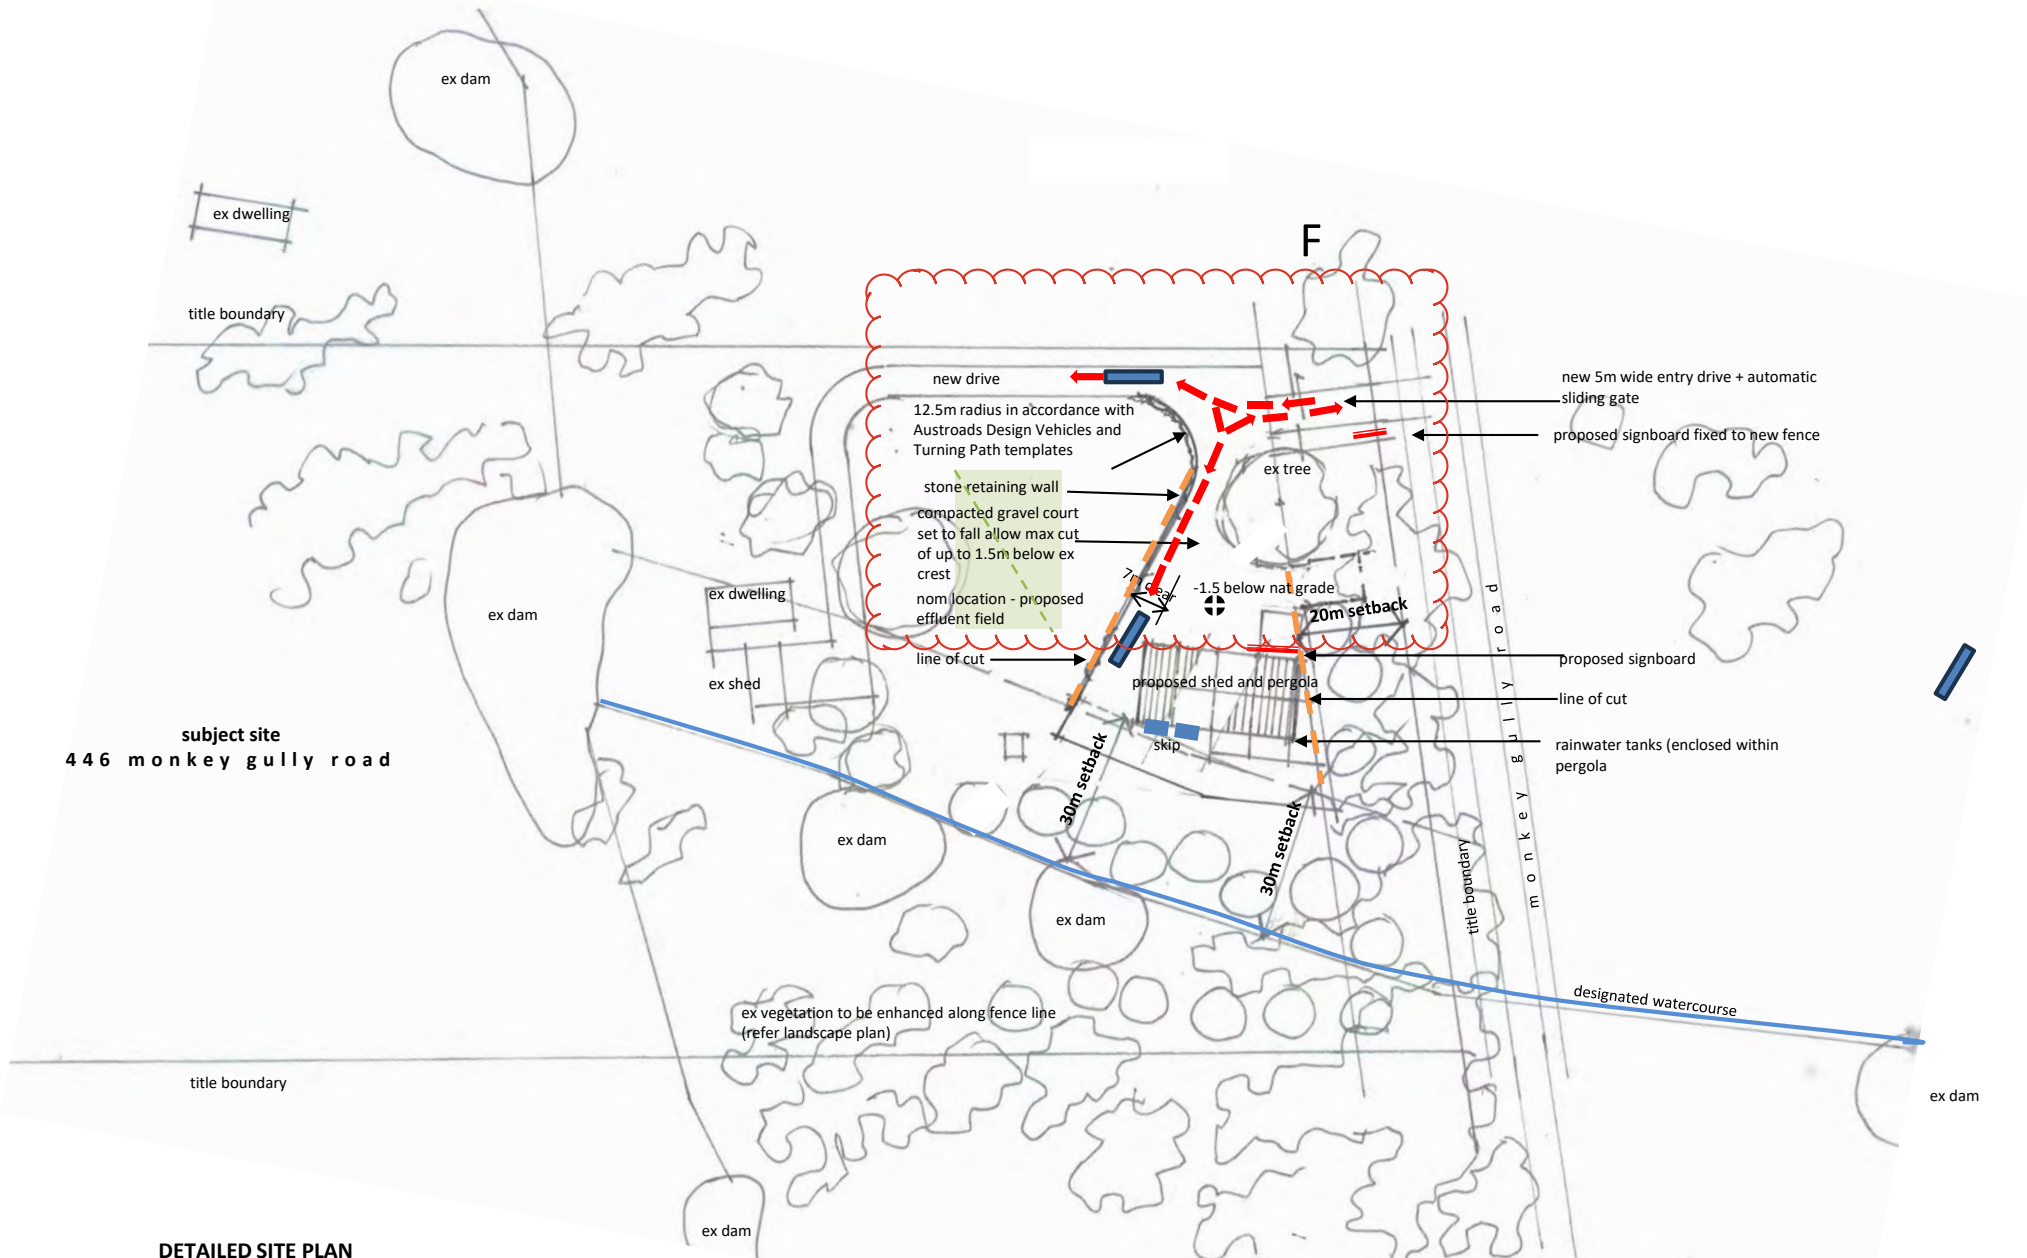 ex dam
ex dwelling
F
title boundary
new drive
new 5m wide entry drive + automatic
sliding gate
12.5m radius in accordance with
Austroads Design Vehicles and
Turning Path templates
proposed signboard fixed to new fence
ex tree
stone retaining wall
compacted gravel court
set to fall allow max cut
of up to 1.5m below ex
crest
nom location - proposed
effluent field
-1.5 below nat grade
20m setback
ex dwelling
ex dam
line of cut
proposed signboard
ex shed
proposed shed and pergola
line of cut
subject site
446 monkey gully road
skip
rainwater tanks (enclosed within
pergola
30m setback
30m setback
monkey gully road
title boundary
ex dam
ex dam
designated watercourse
ex vegetation to be enhanced along fence line
(refer landscape plan)
title boundary
ex dam
ex dam
DETAILED SITE PLAN